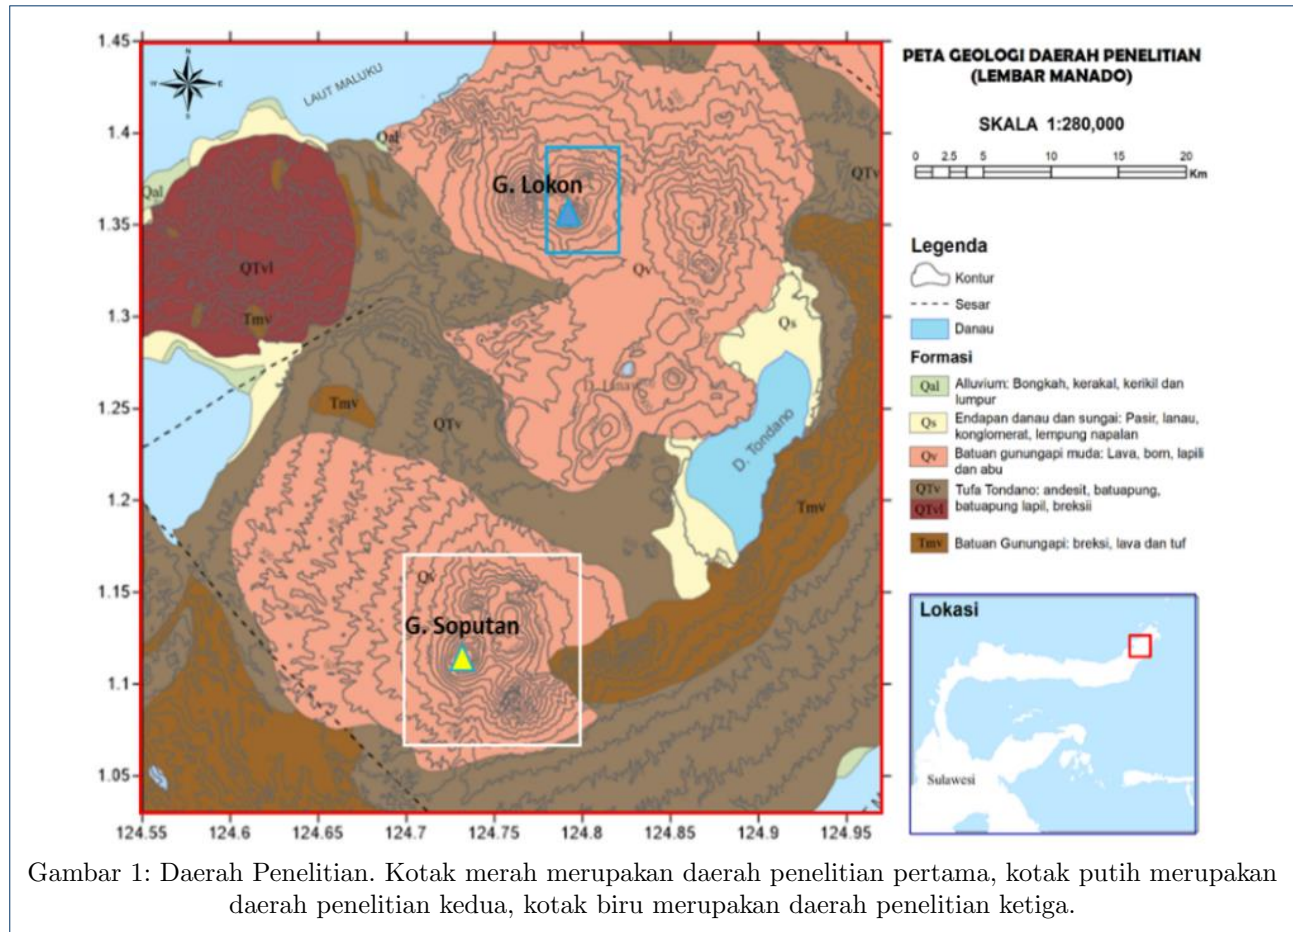 PETA GEOLOGI DAERAH PENELITIAN
(LEMBAR MANADO)
SKALA 1:280,000
0 2.5 5 10 15 20
Km
Legenda
Kontur
Sesar
Danau
Formasi
Qal Alluvium: Bongkah, kerakal, kerikil dan
lumpur
Qs Endapan danau dan sungai: Pasir, lanau,
konglomerat, lempung napalan
Qv Batuan gunungapi muda: Lava, bom, lapili
dan abu
QTv Tufa Tondano: andesit, batuapung,
QTvl batuapung lapil, breksii
Tmv Batuan Gunungapi: breksi, lava dan tuf
Lokasi
Sulawesi
1.45
1.4
1.35
1.3
1.25
1.2
1.15
1.1
1.05
124.55 124.6 124.65 124.7 124.75 124.8 124.85 124.9 124.95
N
W E
S
LAUT MALUKU
Qal
Qal
QTv
G. Lokon
QTvl
Qv
Tmv
Qs
Tmv
QTv
D. Tondano
Tmv
G. Soputan
Gambar 1: Daerah Penelitian. Kotak merah merupakan daerah penelitian pertama, kotak putih merupakan
daerah penelitian kedua, kotak biru merupakan daerah penelitian ketiga.